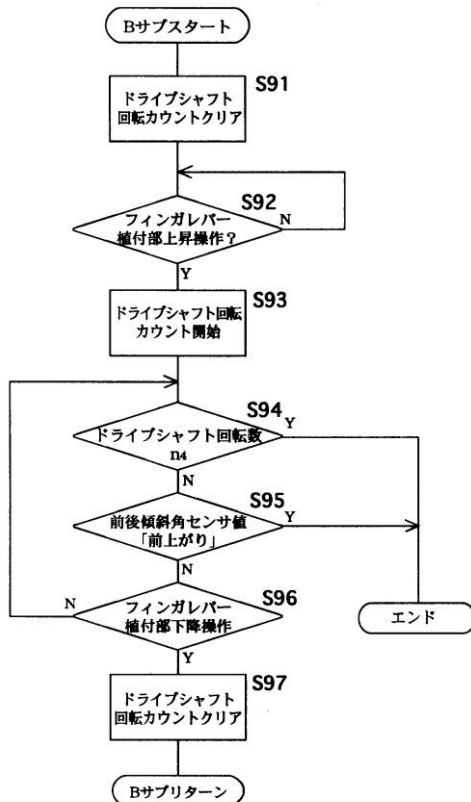 Bサブスタート
S91
ドライブシャフト
回転カウントクリア
S92
フィンガレバー
植付部上昇操作?
N
Y
S93
ドライブシャフト回転
カウント開始
S94
ドライブシャフト回転数
n4
Y
N
S95
前後傾斜角センサ値
「前上がり」
Y
N
S96
フィンガレバー
植付部下降操作
N
Y
エンド
S97
ドライブシャフト
回転カウントクリア
Bサブリターン